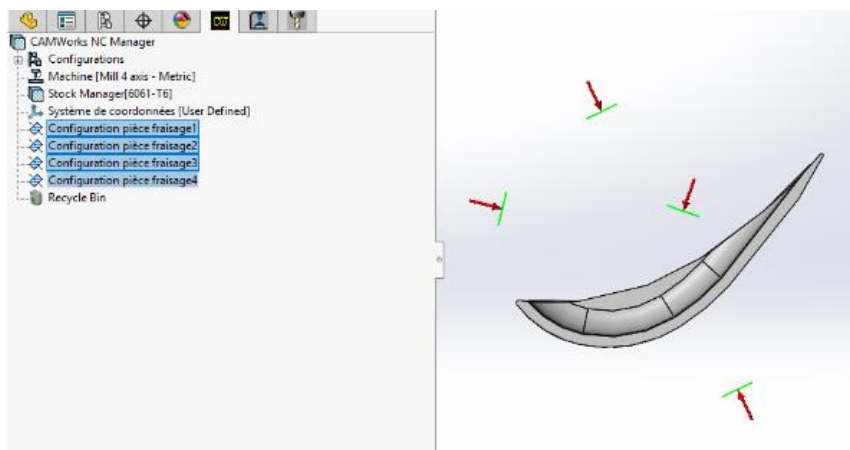 CAMWorks NC Manager
Configurations
Machine [Mill 4 axis - Metric]
Stock Manager[6061-T6]
Système de coordonnées [User Defined]
Configuration pièce fraisage1
Configuration pièce fraisage2
Configuration pièce fraisage3
Configuration pièce fraisage4
Recycle Bin